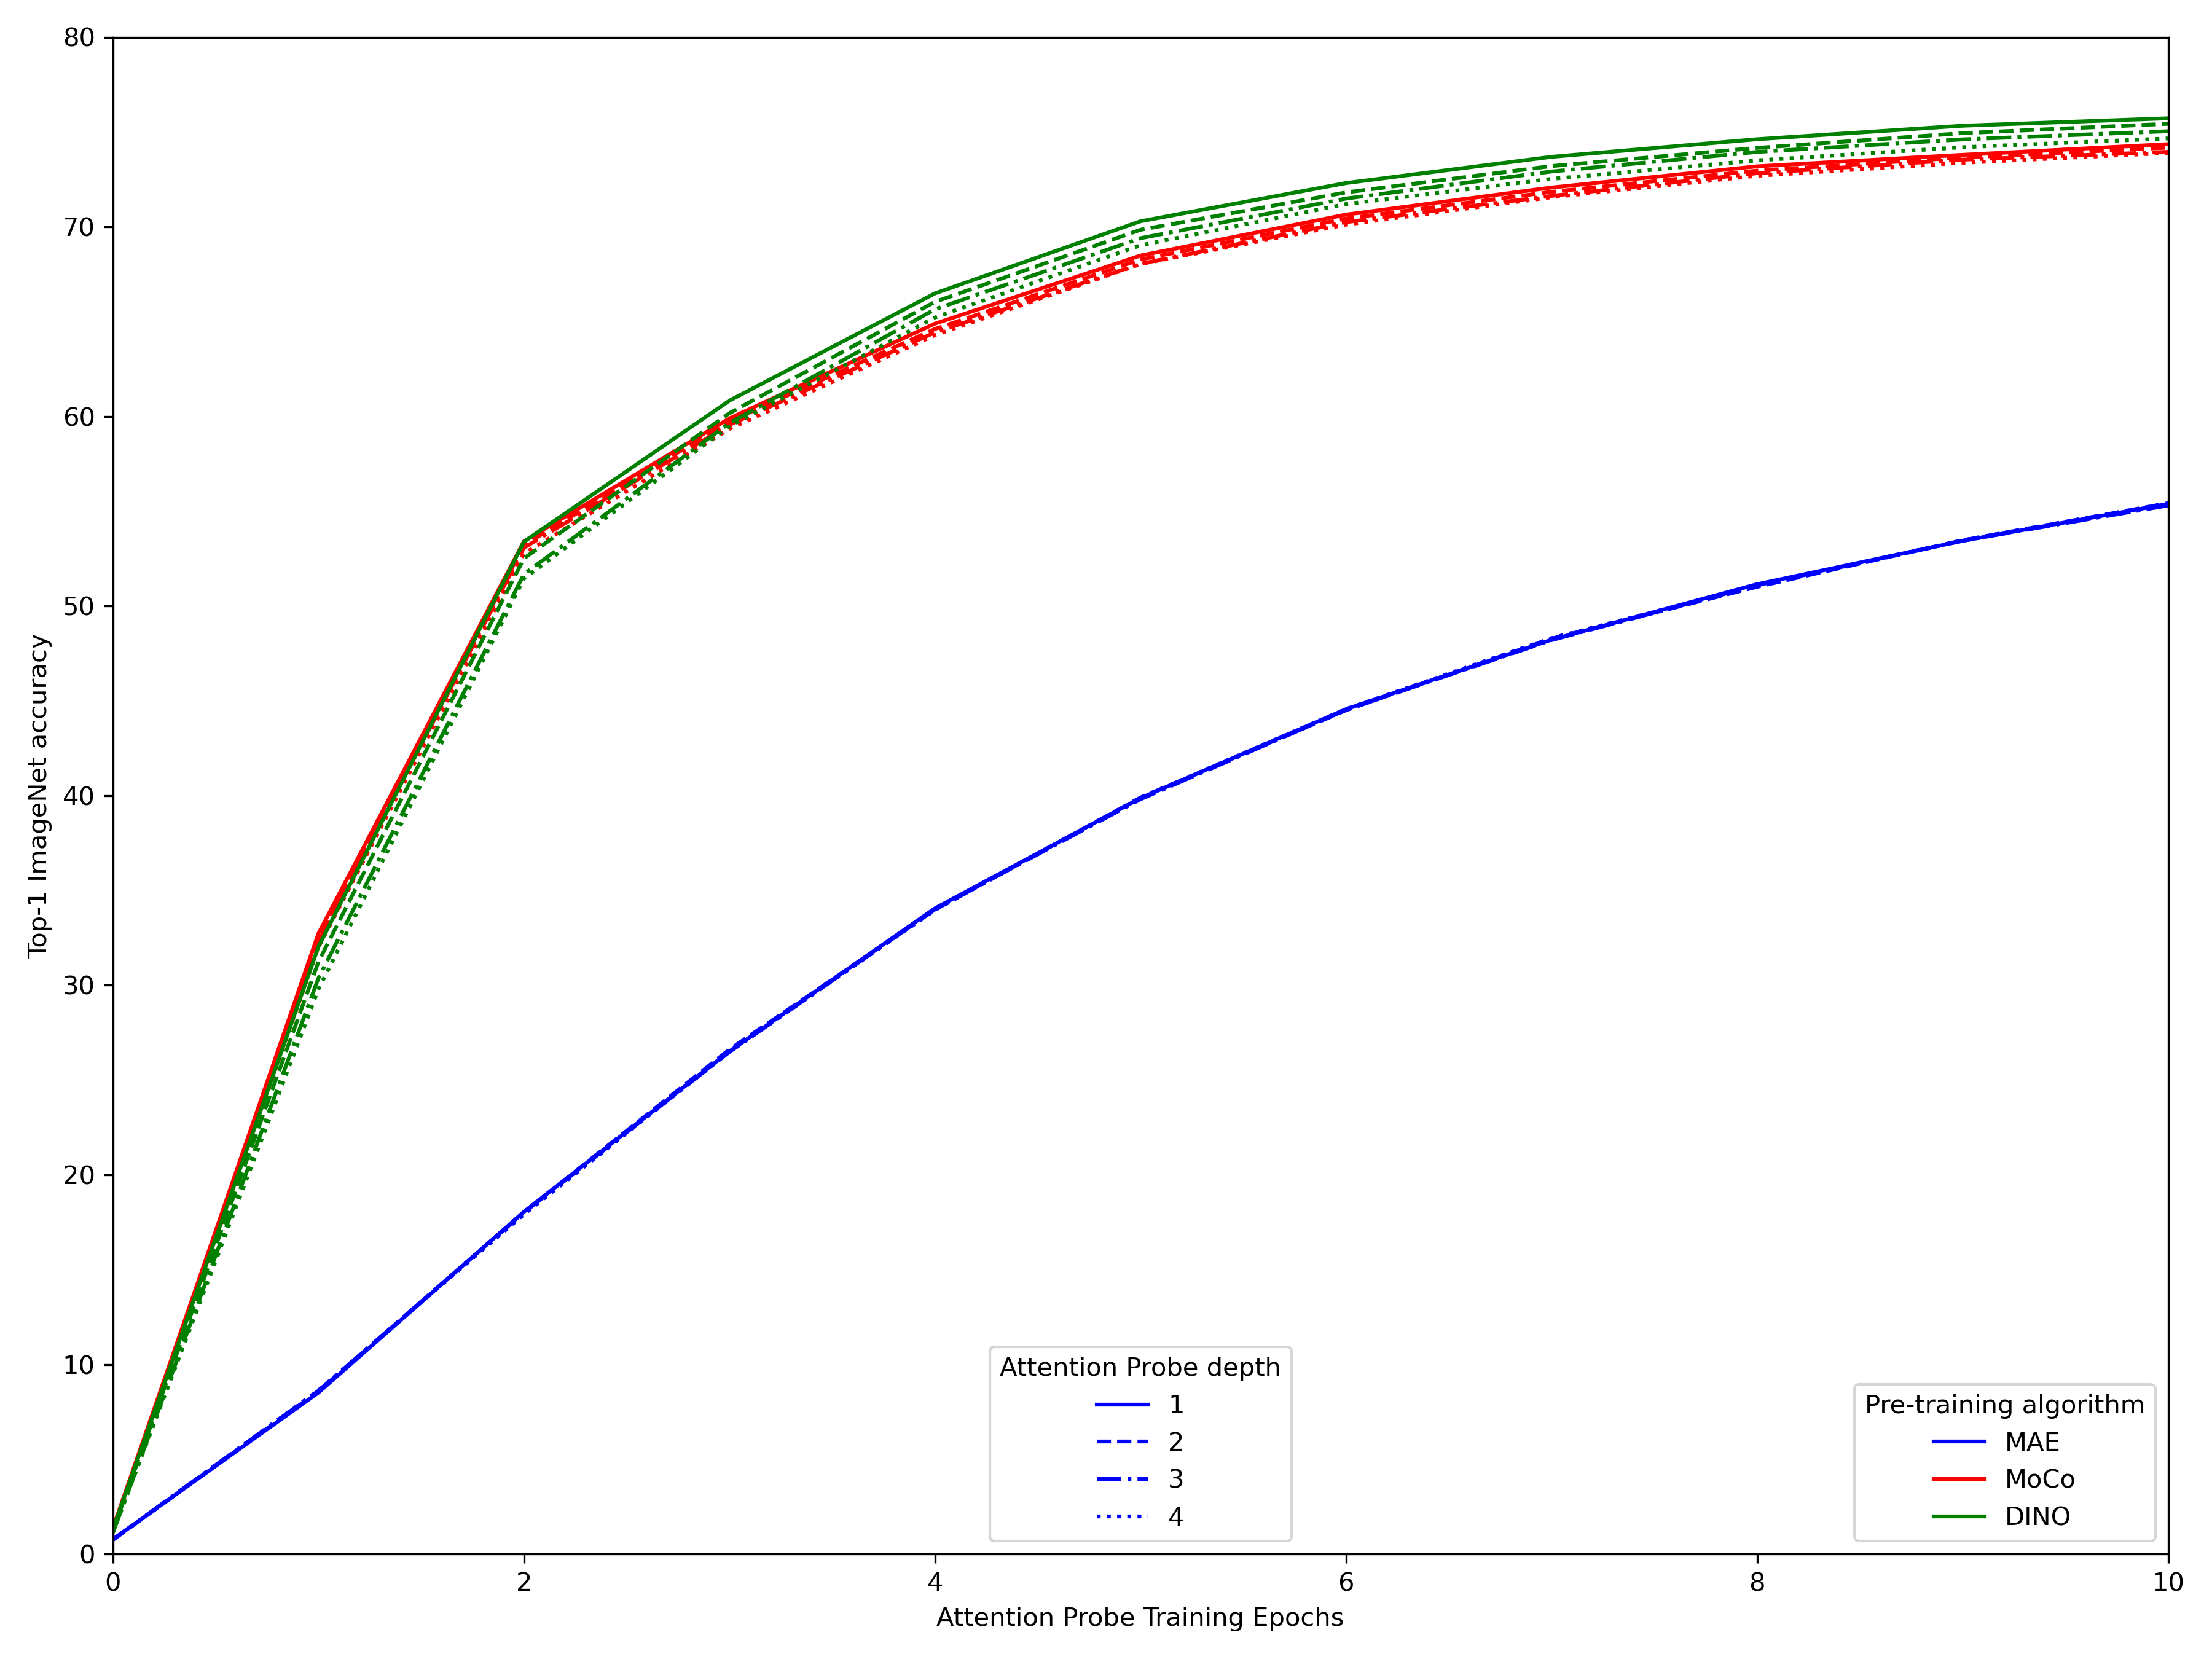 80
70
60
50
40
30
20
10
0
Top-1 ImageNet accuracy
Attention Probe depth
1
2
3
4
Pre-training algorithm
MAE
MoCo
DINO
0 2 4 6 8 10
Attention Probe Training Epochs